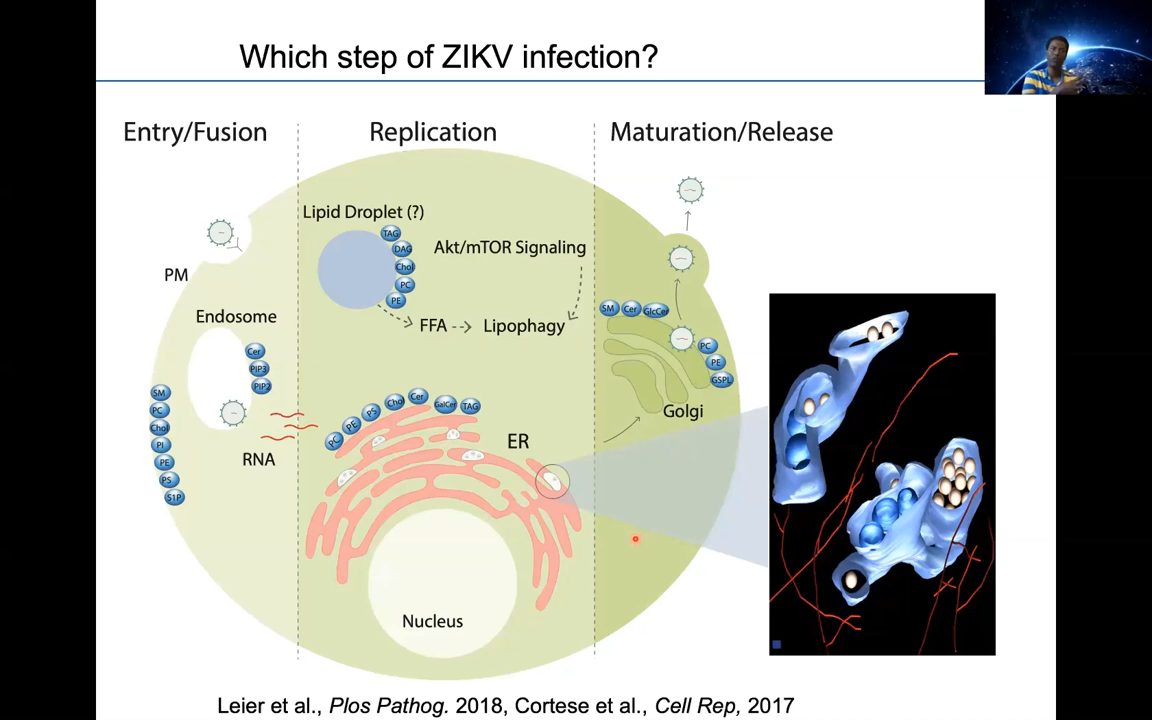 Which step of ZIKV infection?
Entry/Fusion
Replication
Maturation/Release
Lipid Droplet (?)
TAG
DAG
Chol
PC
PE
Akt/mTOR Signaling
FFA
Lipophagy
PM
Endosome
Cer
PIP3
PIP2
SM
PC
Chol
PI
PE
PS
S1P
RNA
PC
PE
PS
Chol
Cer
GalCer
TAG
ER
Nucleus
SM
Cer
GlcCer
PC
PE
GSPL
Golgi
Leier et al., Plos Pathog. 2018, Cortese et al., Cell Rep, 2017